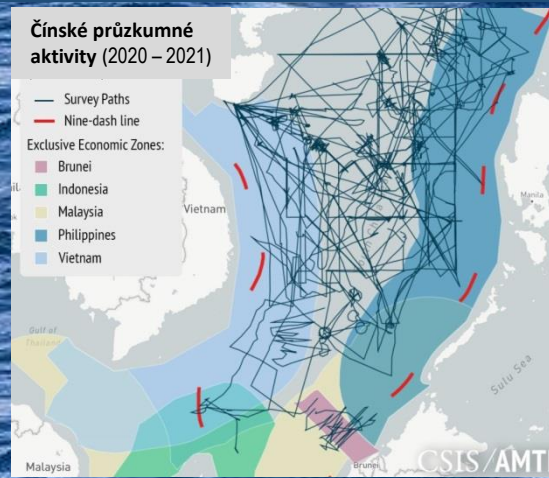 Čínské průzkumné
aktivity (2020 – 2021)
Survey Paths
Nine-dash line
Exclusive Economic Zones:
Brunei
Indonesia
Malaysia
Philippines
Vietnam
Vietnam
Manila
Gulf of
Thailand
Sulu Sea
Malaysia
Brunei
CSIS/AMTI